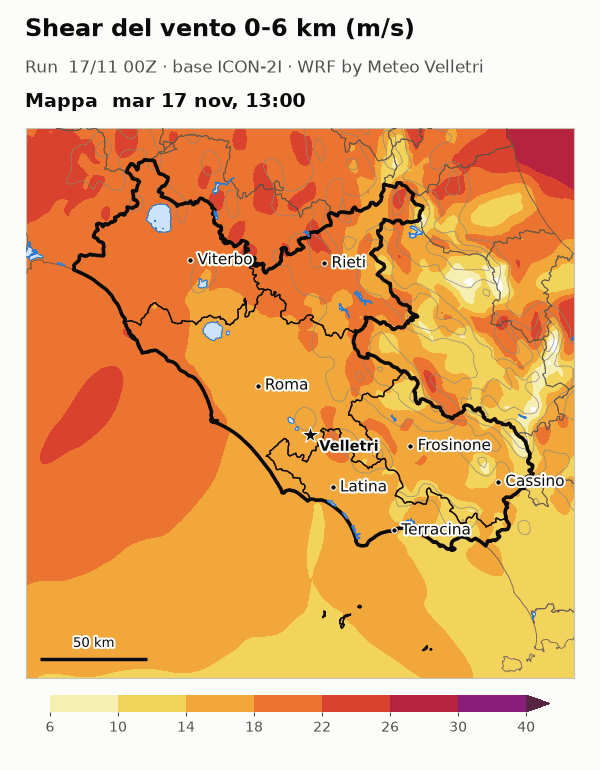 Shear del vento 0-6 km (m/s)
Run  17/11 00Z · base ICON-2I · WRF by Meteo Velletri
Mappa  mar 17 nov, 13:00
Viterbo
Rieti
Roma
Velletri
Frosinone
Latina
Cassino
Terracina
50 km
6 10 14 18 22 26 30 40